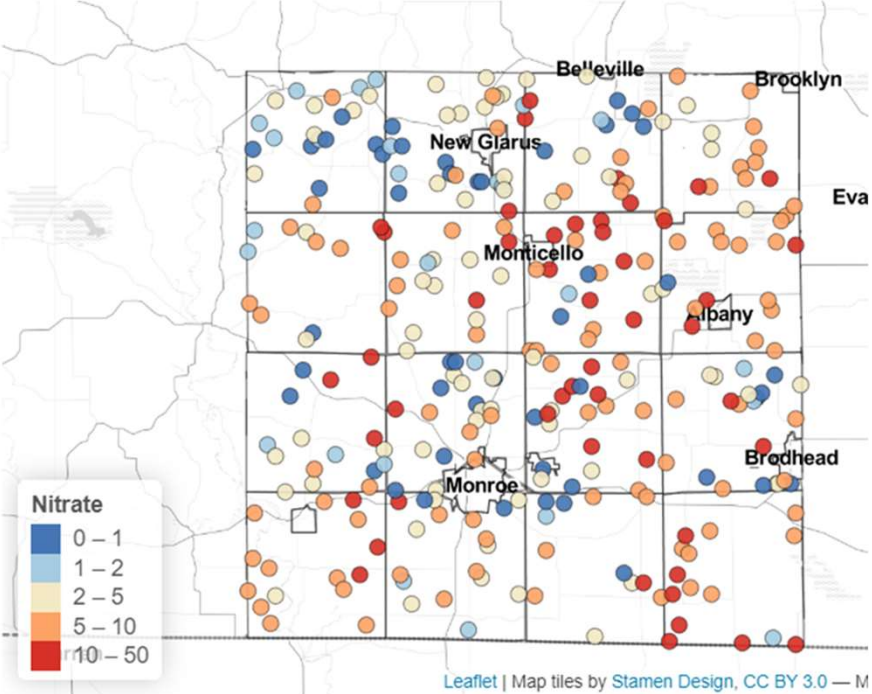 Belleville
Brooklyn
New Glarus
Eva
Monticello
Albany
Brodhead
Monroe
Nitrate
0 – 1
1 – 2
2 – 5
5 – 10
10 – 50
Leaflet | Map tiles by Stamen Design, CC BY 3.0 — M